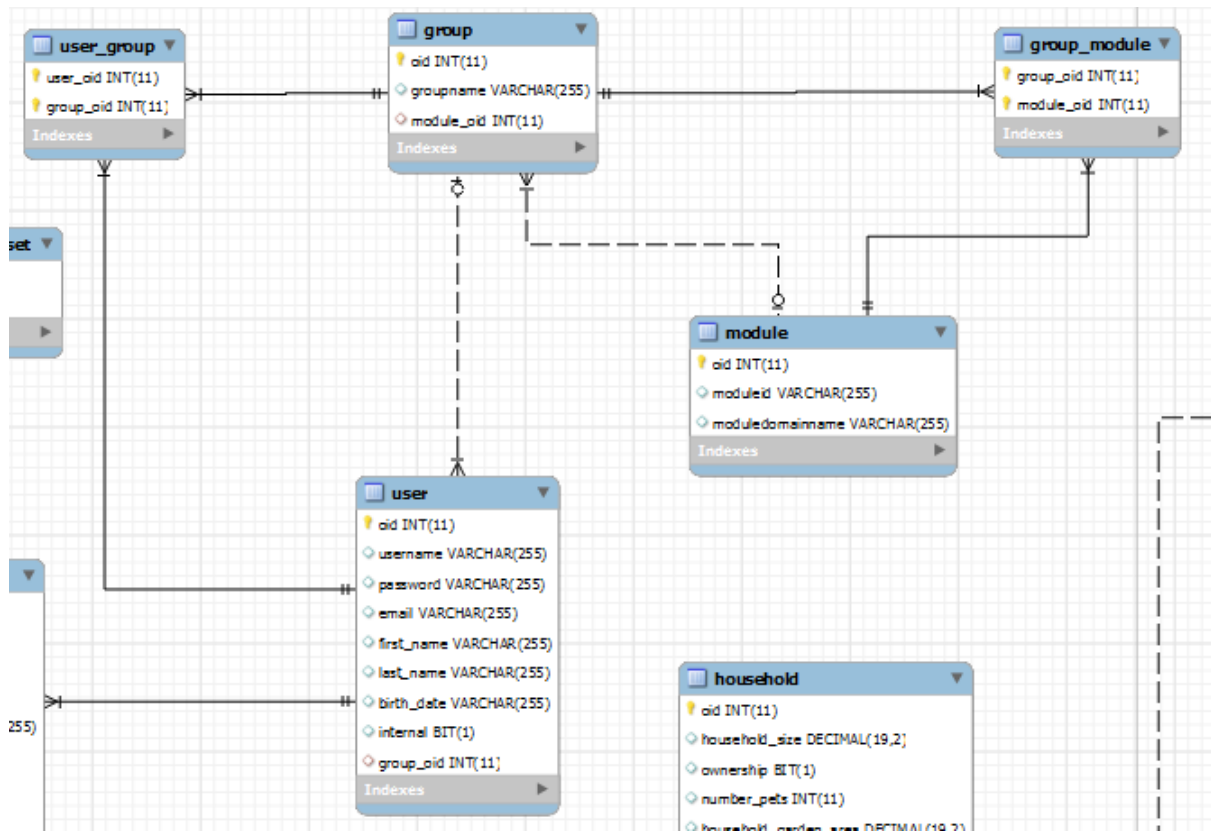 user_group
user_oid INT(11)
group_oid INT(11)
Indexes
group
oid INT(11)
groupname VARCHAR(255)
module_oid INT(11)
Indexes
group_module
group_oid INT(11)
module_oid INT(11)
Indexes
set
module
oid INT(11)
moduleid VARCHAR(255)
moduledomainname VARCHAR(255)
Indexes
user
oid INT(11)
username VARCHAR(255)
password VARCHAR(255)
email VARCHAR(255)
first_name VARCHAR(255)
last_name VARCHAR(255)
birth_date VARCHAR(255)
internal BIT(1)
group_oid INT(11)
Indexes
255)
household
oid INT(11)
household_size DECIMAL(19,2)
ownership BIT(1)
number_pets INT(11)
household_garden_area DECIMAL(19,2)